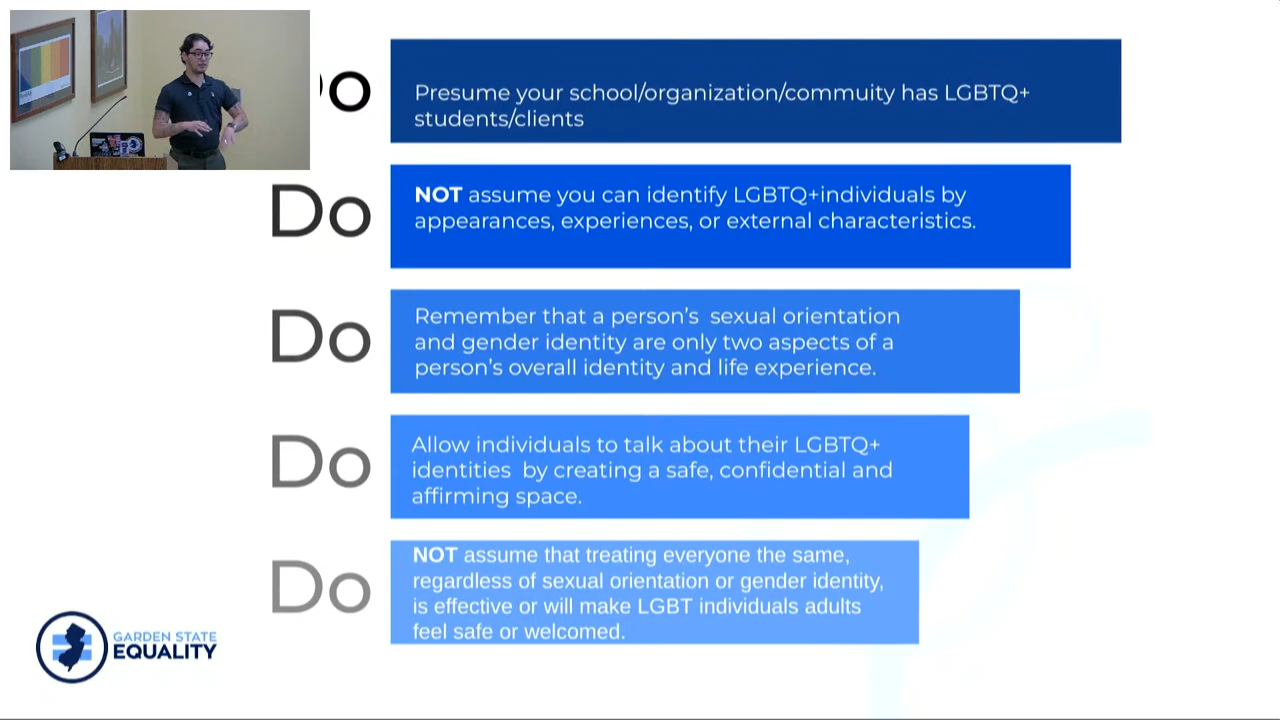 Do
Presume your school/organization/commuity has LGBTQ+
students/clients
Do
NOT assume you can identify LGBTQ+individuals by
appearances, experiences, or external characteristics.
Do
Remember that a person’s  sexual orientation
and gender identity are only two aspects of a
person’s overall identity and life experience.
Do
Allow individuals to talk about their LGBTQ+
identities  by creating a safe, confidential and
affirming space.
Do
NOT assume that treating everyone the same,
regardless of sexual orientation or gender identity,
is effective or will make LGBT individuals adults
feel safe or welcomed.
GARDEN STATE
EQUALITY